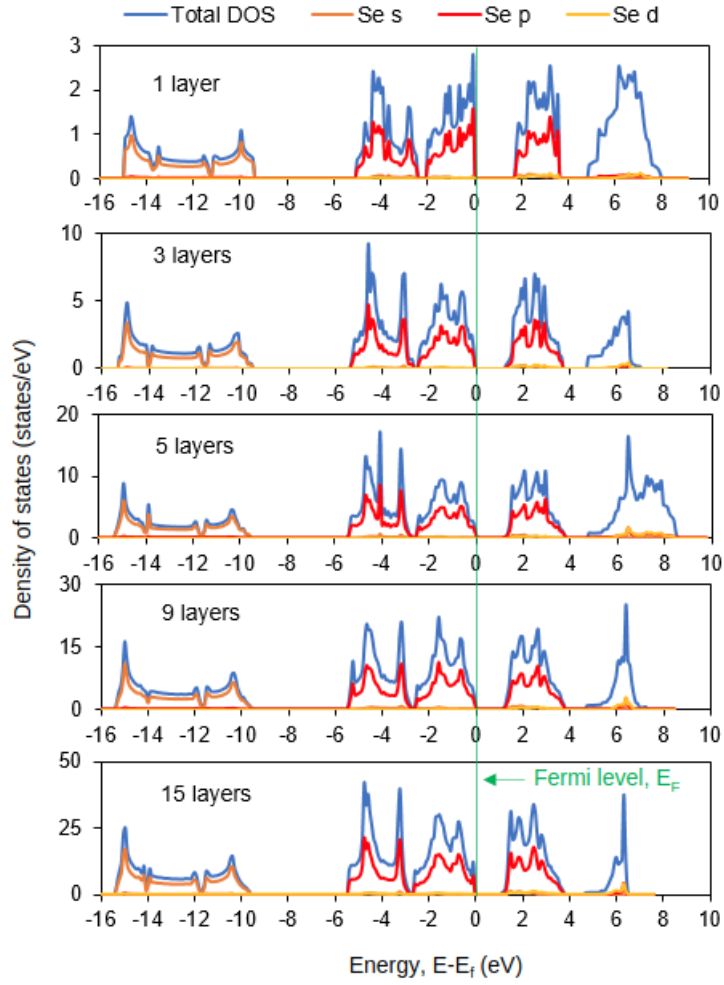 Total DOS Se s Se p Se d
3
2
1
0
1 layer
-16 -14 -12 -10 -8 -6 -4 -2 0 2 4 6 8 10
10
5
0
3 layers
-16 -14 -12 -10 -8 -6 -4 -2 0 2 4 6 8 10
20
10
0
5 layers
-16 -14 -12 -10 -8 -6 -4 -2 0 2 4 6 8 10
30
15
0
9 layers
-16 -14 -12 -10 -8 -6 -4 -2 0 2 4 6 8 10
50
25
0
15 layers
Fermi level, E_F
-16 -14 -12 -10 -8 -6 -4 -2 0 2 4 6 8 10
Density of states (states/eV)
Energy, E-E_f (eV)